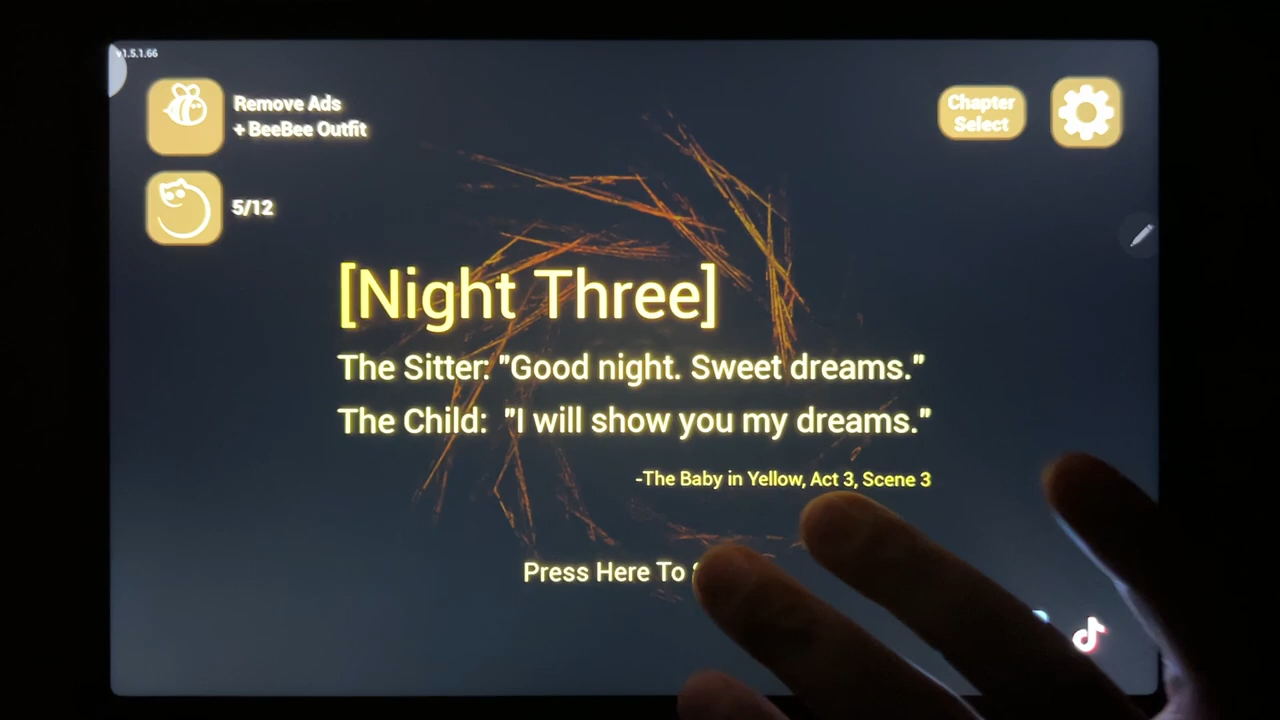 v1.5.1.66
Remove Ads
+ BeeBee Outfit
Chapter
Select
5/12
[Night Three]
The Sitter: "Good night. Sweet dreams."
The Child: "I will show you my dreams."
-The Baby in Yellow, Act 3, Scene 3
Press Here To